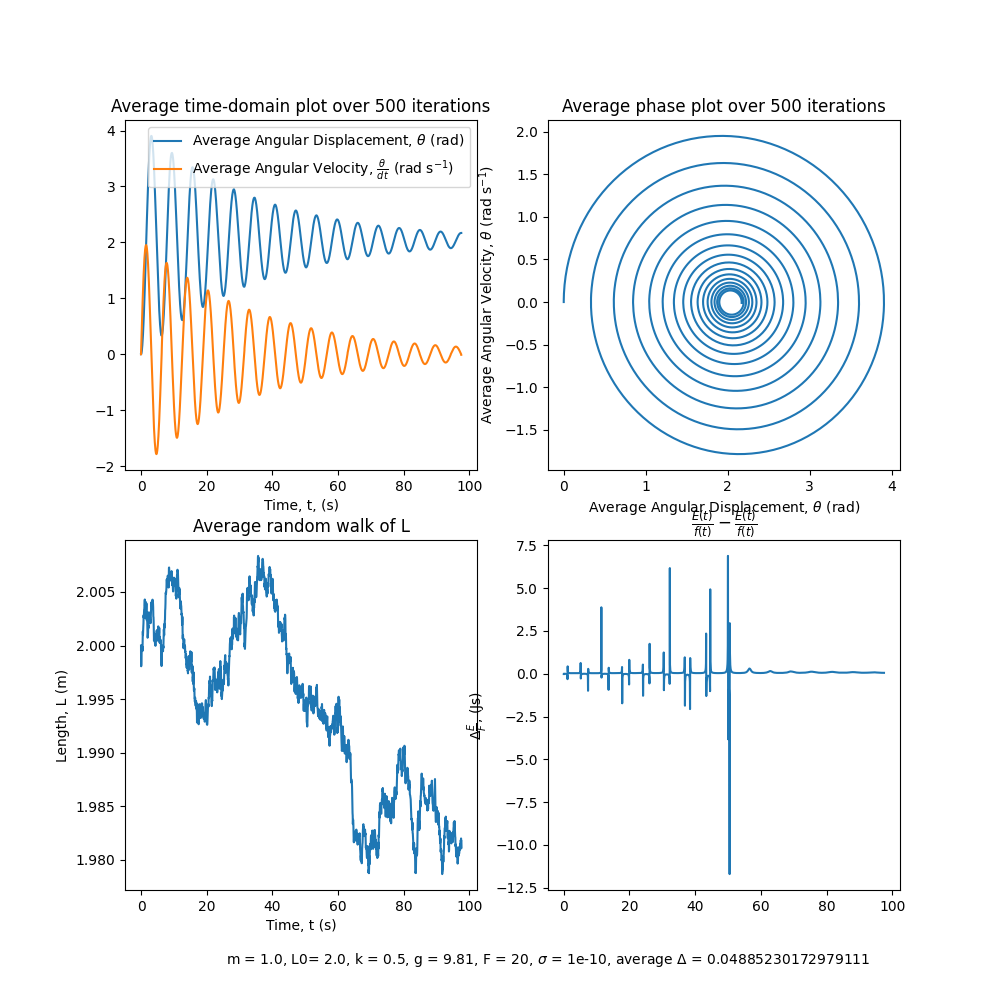 Average time-domain plot over 500 iterations
Average Angular Displacement, θ (rad)
Average Angular Velocity, θ/dt (rad s⁻¹)
4
3
2
1
0
−1
−2
0 20 40 60 80 100
Time, t, (s)
Average phase plot over 500 iterations
Average Angular Velocity, θ̇ (rad s⁻¹)
2.0
1.5
1.0
0.5
0.0
−0.5
−1.0
−1.5
0 1 2 3 4
Average Angular Displacement, θ (rad)
Average random walk of L
Length, L (m)
2.005
2.000
1.995
1.990
1.985
1.980
0 20 40 60 80 100
Time, t (s)
E(t)/f(t) − E(t)/f(t)
Δ E/F, (Js)
7.5
5.0
2.5
0.0
−2.5
−5.0
−7.5
−10.0
−12.5
0 20 40 60 80 100
m = 1.0, L0= 2.0, k = 0.5, g = 9.81, F = 20, σ = 1e-10, average Δ = 0.04885230172979111